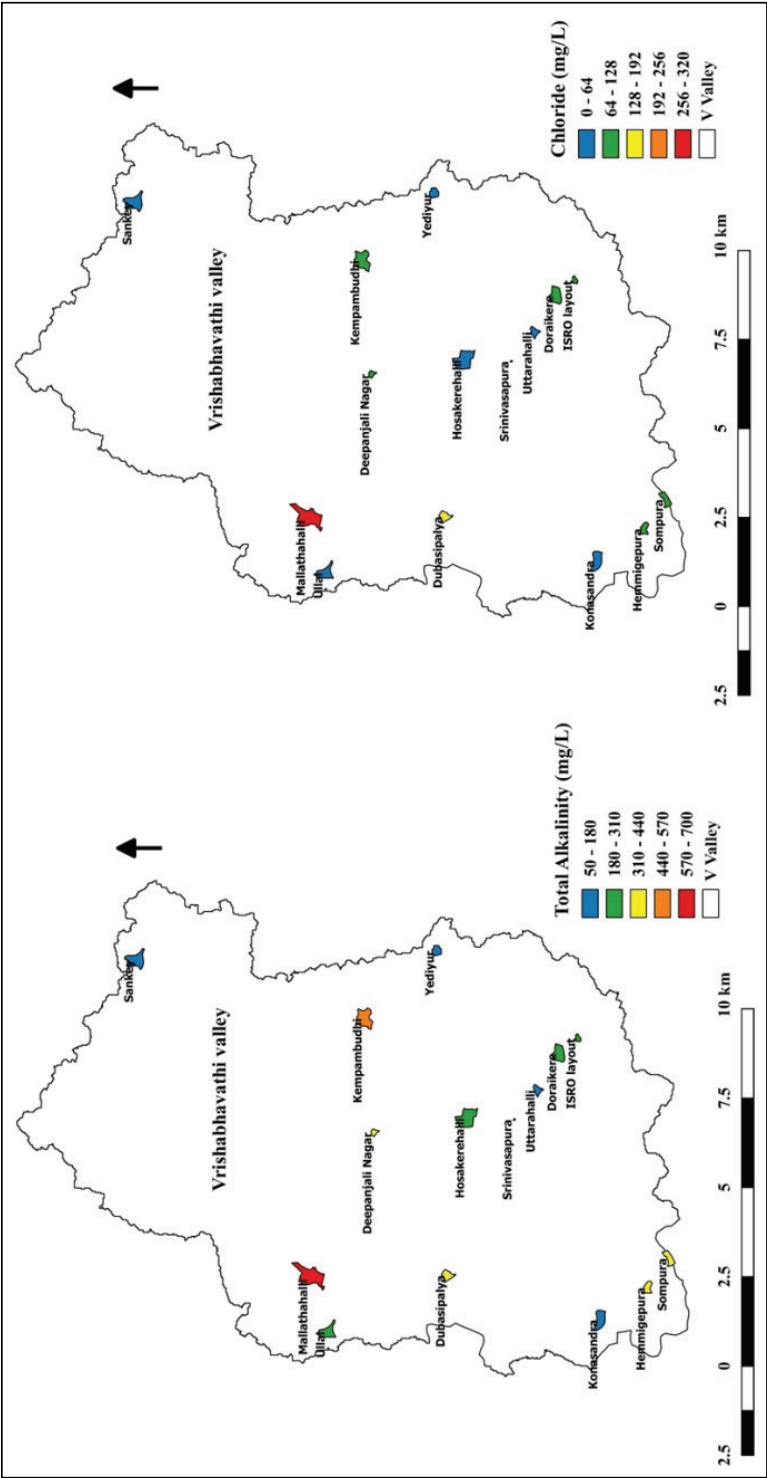 Vrishabhavathi valley
Sankey
Mallathahalli
Ullal
Kempambudhi
Deepanjali Nagar
Dubasipalya
Yediyur
Hosakerehalli
Srinivasapura
Uttarahalli
Doraikere
ISRO layout
Konasandra
Hemmigepura
Sompura
Total Alkalinity (mg/L)
50 - 180
180 - 310
310 - 440
440 - 570
570 - 700
V Valley
2.5 0 2.5 5 7.5 10 km
Vrishabhavathi valley
Sankey
Mallathahalli
Ullal
Kempambudhi
Deepanjali Nagar
Dubasipalya
Yediyur
Hosakerehalli
Srinivasapura
Uttarahalli
Doraikere
ISRO layout
Konasandra
Hemmigepura
Sompura
Chloride (mg/L)
0 - 64
64 - 128
128 - 192
192 - 256
256 - 320
V Valley
2.5 0 2.5 5 7.5 10 km